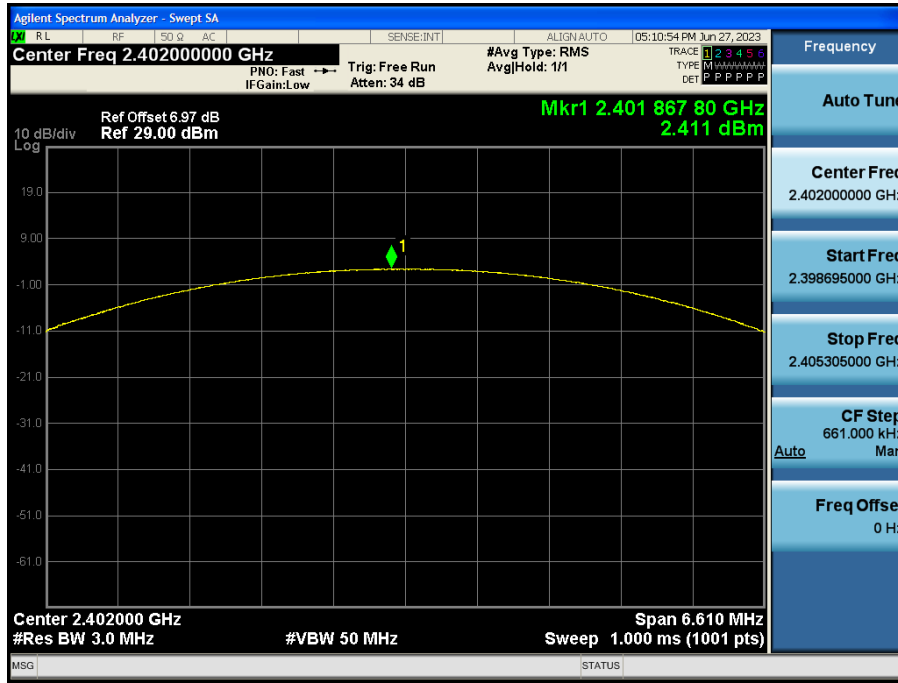 Agilent Spectrum Analyzer - Swept SA
LXI RL RF 50 Ω AC SENSE:INT ALIGN AUTO 05:10:54 PM Jun 27, 2023
Center Freq 2.402000000 GHz
PNO: Fast
IFGain:Low
Trig: Free Run
Atten: 34 dB
#Avg Type: RMS
Avg|Hold: 1/1
TRACE 1 2 3 4 5 6
TYPE M
DET P P P P P P
Frequency
Mkr1 2.401 867 80 GHz
2.411 dBm
Ref Offset 6.97 dB
10 dB/div Ref 29.00 dBm
Log
19.0
9.00
-1.00
-11.0
-21.0
-31.0
-41.0
-51.0
-61.0
1
Auto Tune
Center Freq
2.402000000 GHz
Start Freq
2.398695000 GHz
Stop Freq
2.405305000 GHz
CF Step
661.000 kHz
Auto Man
Freq Offse
0 Hz
Center 2.402000 GHz Span 6.610 MHz
#Res BW 3.0 MHz #VBW 50 MHz Sweep 1.000 ms (1001 pts)
MSG STATUS